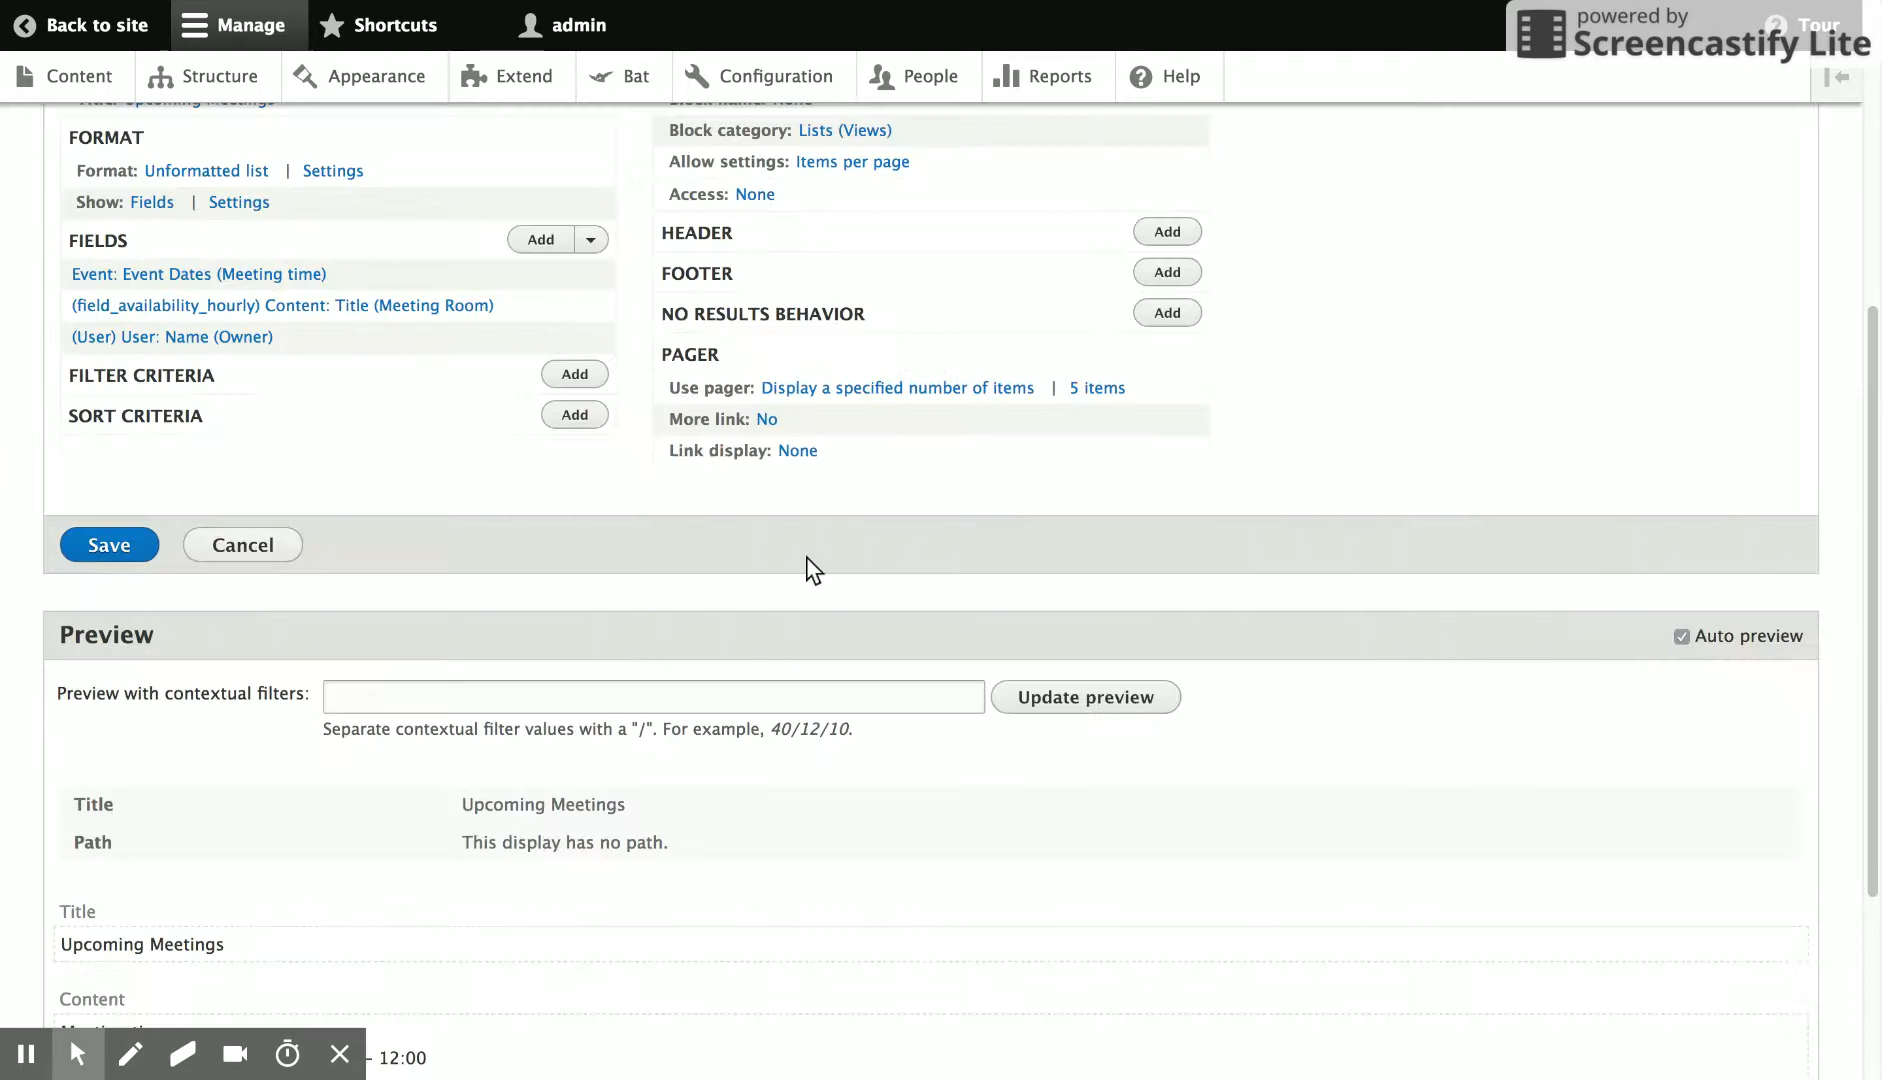 Back to site
Manage
Shortcuts
admin
Tour
powered by
Screencastify Lite
Content
Structure
Appearance
Extend
Bat
Configuration
People
Reports
Help
Title: Upcoming Meetings
FORMAT
Format: Unformatted list | Settings
Show: Fields | Settings
FIELDS
Add
Event: Event Dates (Meeting time)
(field_availability_hourly) Content: Title (Meeting Room)
(User) User: Name (Owner)
FILTER CRITERIA
Add
SORT CRITERIA
Add
Block name: None
Block category: Lists (Views)
Allow settings: Items per page
Access: None
HEADER
Add
FOOTER
Add
NO RESULTS BEHAVIOR
Add
PAGER
Use pager: Display a specified number of items | 5 items
More link: No
Link display: None
Save
Cancel
Preview
Auto preview
Preview with contextual filters:
Update preview
Separate contextual filter values with a "/". For example, 40/12/10.
Title Upcoming Meetings
Path This display has no path.
Title
Upcoming Meetings
Content
- 12:00